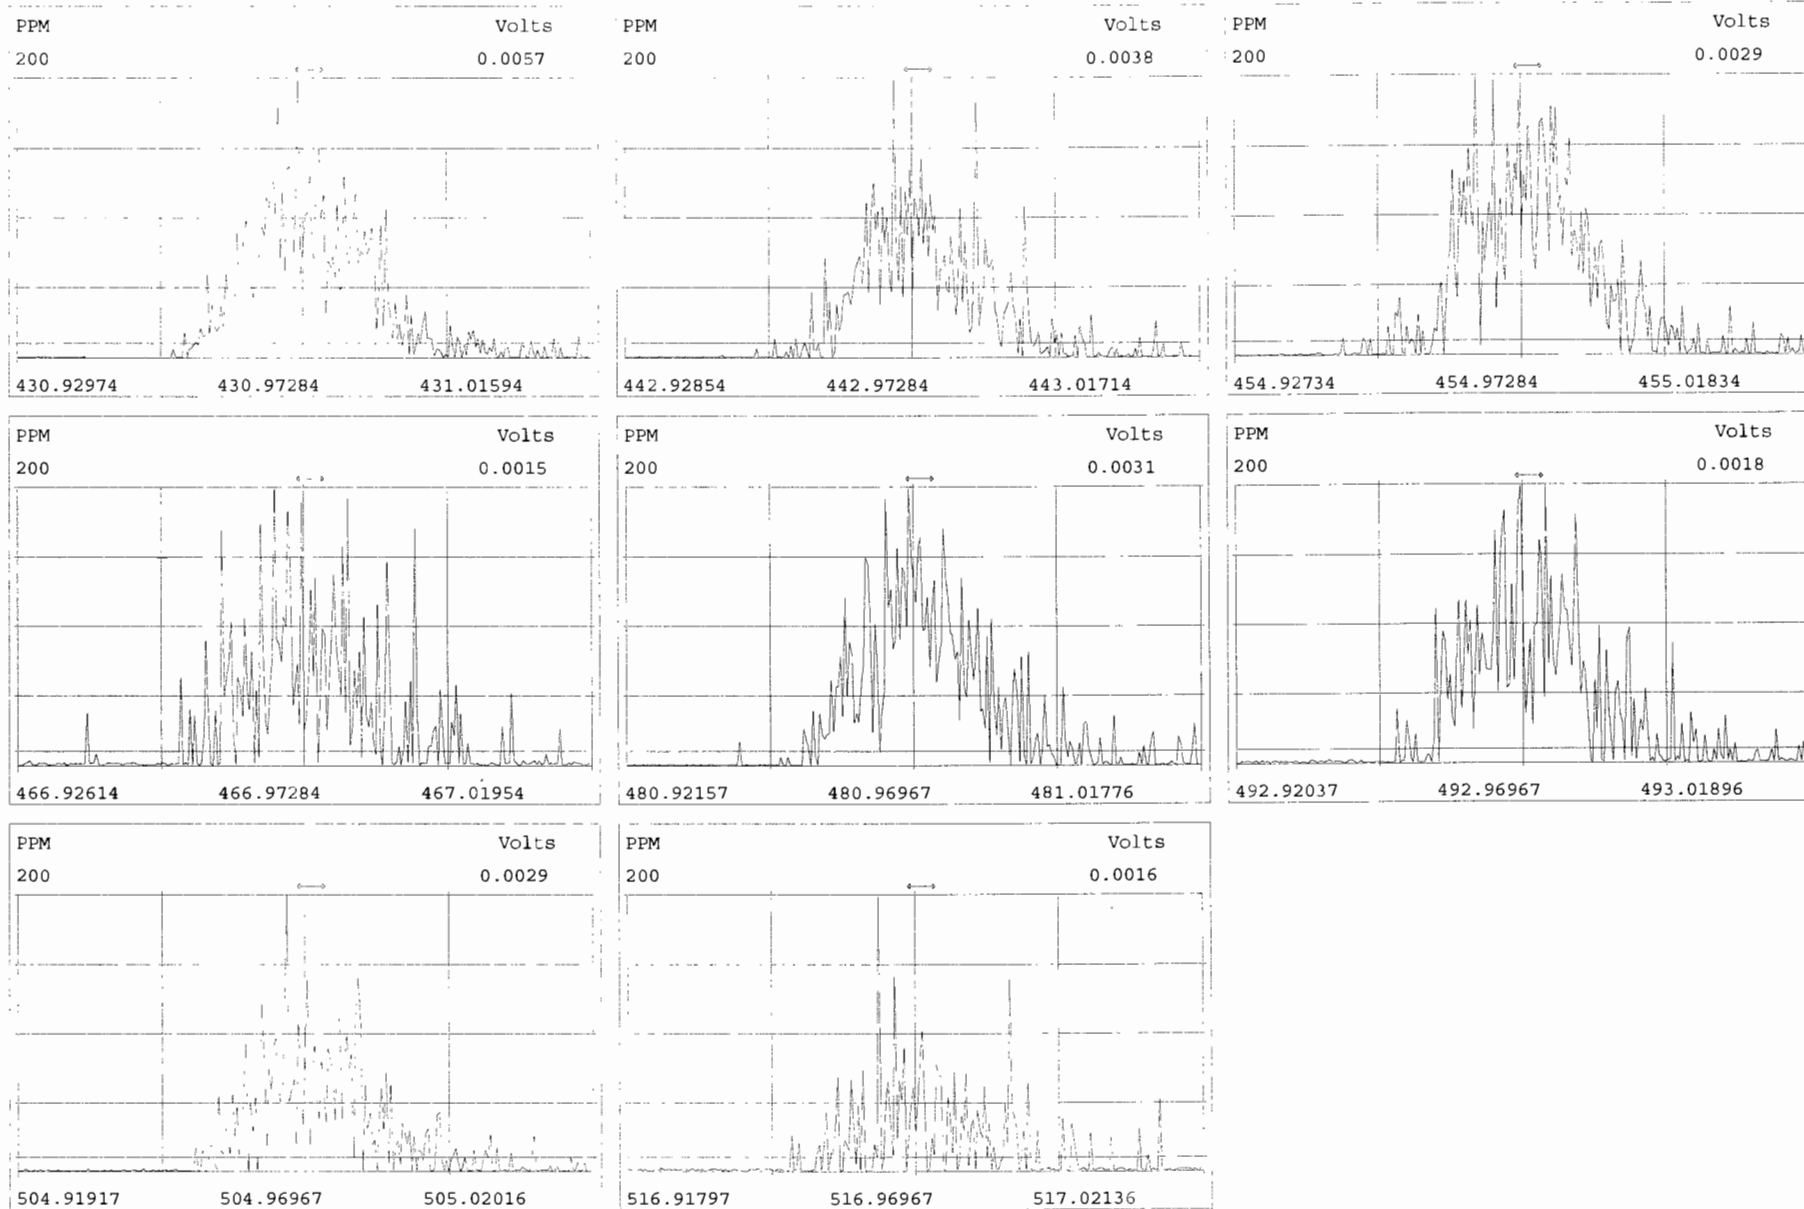 PPM Volts
200 0.0057
430.92974 430.97284 431.01594
PPM Volts
200 0.0038
442.92854 442.97284 443.01714
PPM Volts
200 0.0029
454.92734 454.97284 455.01834
PPM Volts
200 0.0015
466.92614 466.97284 467.01954
PPM Volts
200 0.0031
480.92157 480.96967 481.01776
PPM Volts
200 0.0018
492.92037 492.96967 493.01896
PPM Volts
200 0.0029
504.91917 504.96967 505.02016
PPM Volts
200 0.0016
516.91797 516.96967 517.02136